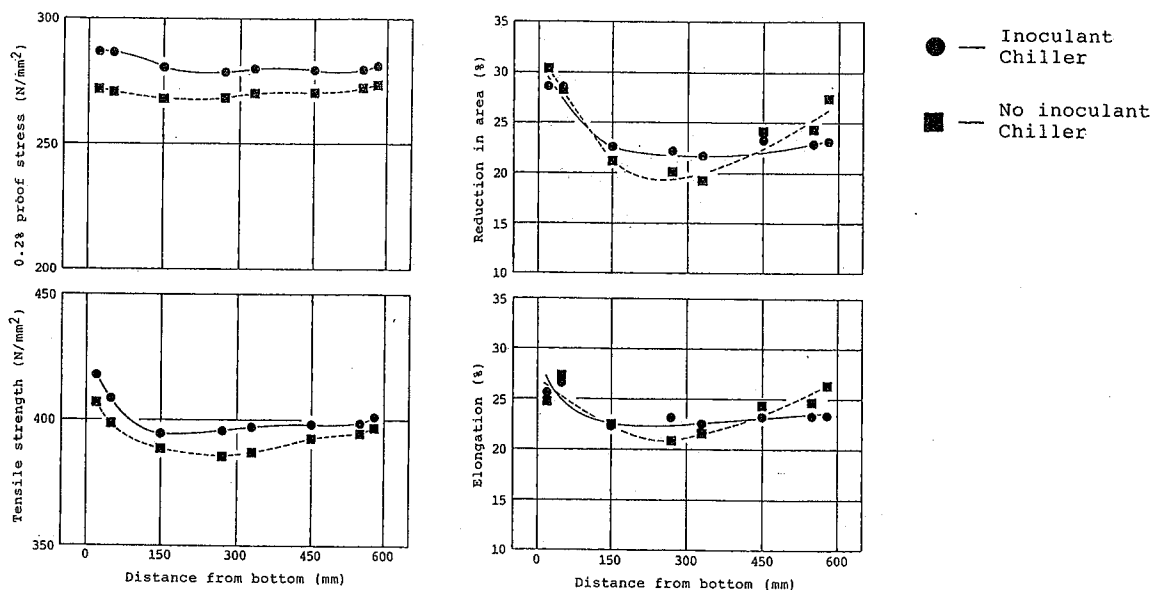 300
250
200
0.2% proof stress (N/mm²)
35
30
25
20
15
10
Reduction in area (%)
Inoculant
Chiller
No inoculant
Chiller
450
400
350
Tensile strength (N/mm²)
0 150 300 450 600
Distance from bottom (mm)
35
30
25
20
15
10
Elongation (%)
0 150 300 450 600
Distance from bottom (mm)